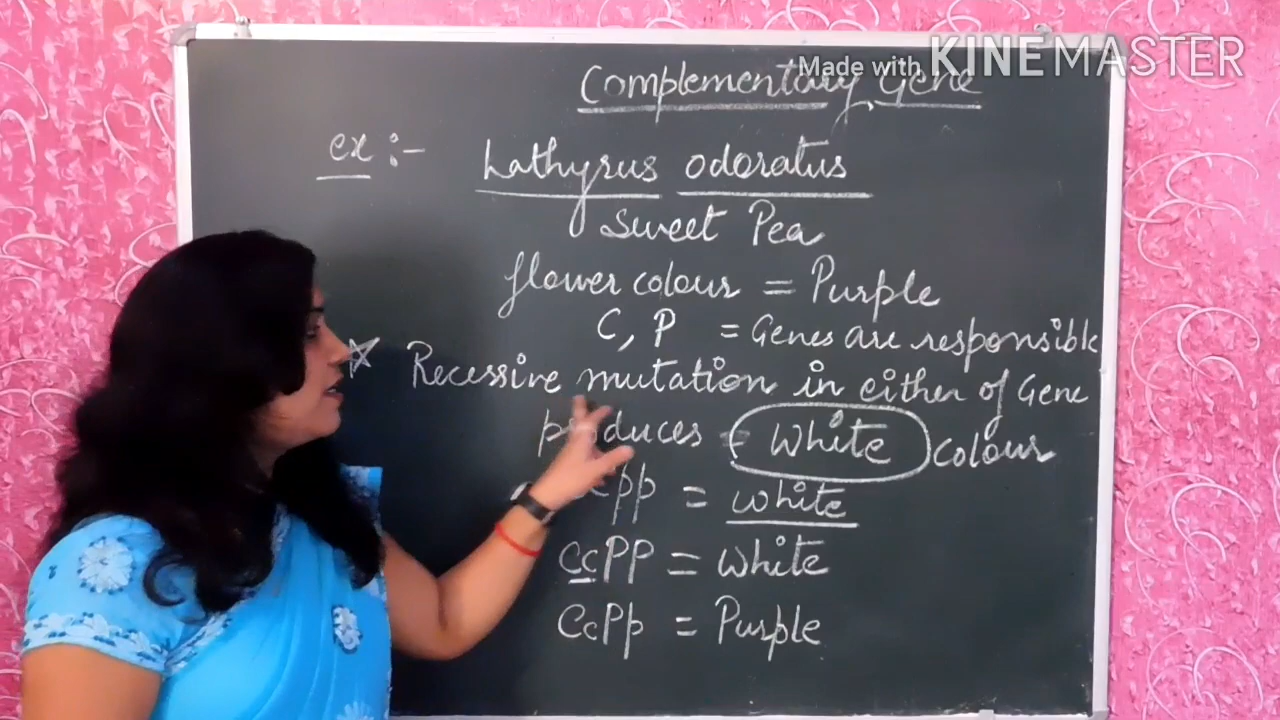 Made with KINEMASTER
Complementary Gene
ex :- Lathyrus odoratus
Sweet Pea
flower colour = Purple
C, P = Genes are responsible
Recessive mutation in either of Gene
produces = White colour
pp = white
ccPP = White
CcPp = Purple